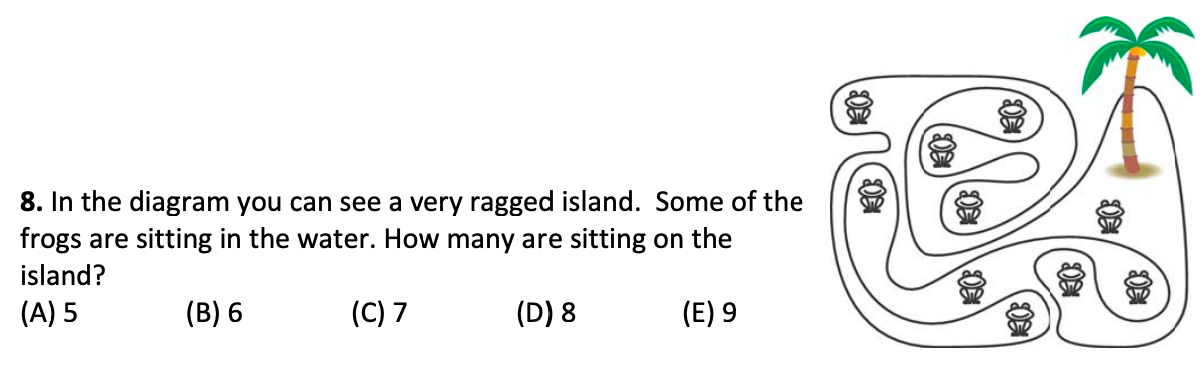 8. In the diagram you can see a very ragged island. Some of the
frogs are sitting in the water. How many are sitting on the
island?
(A) 5 (B) 6 (C) 7 (D) 8 (E) 9